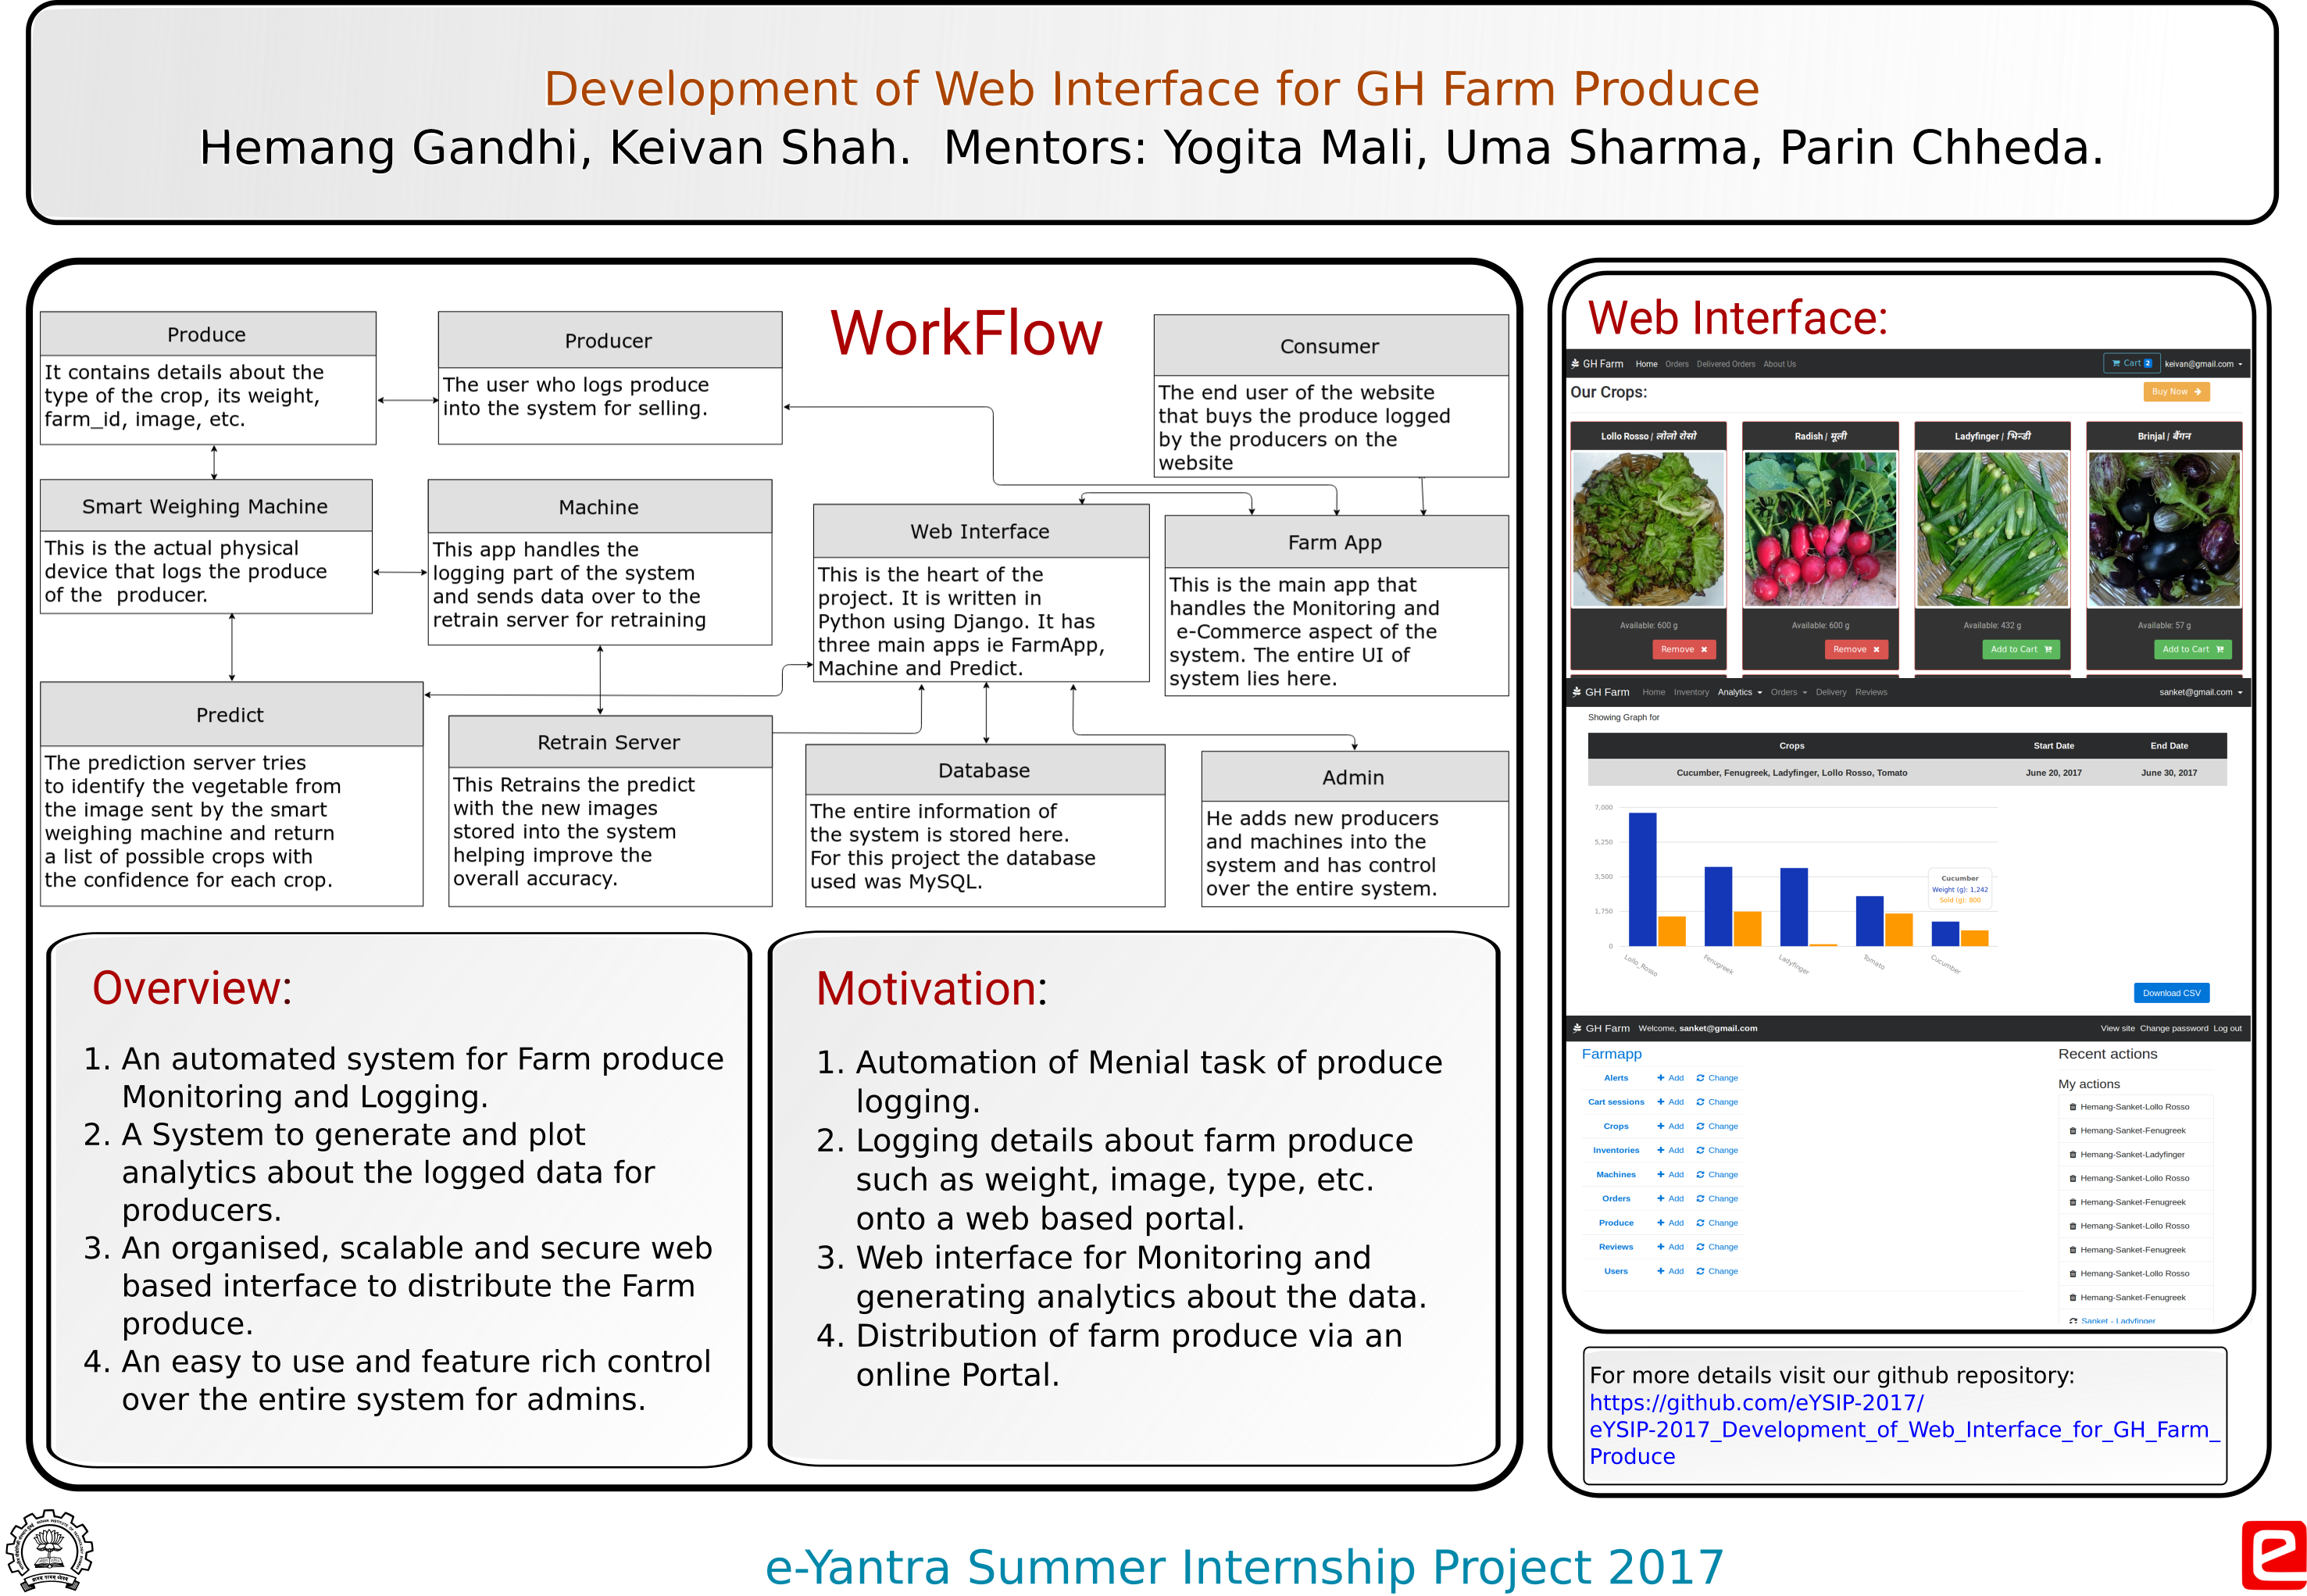 Development of Web Interface for GH Farm Produce
Hemang Gandhi, Keivan Shah.  Mentors: Yogita Mali, Uma Sharma, Parin Chheda.
WorkFlow
Produce
It contains details about the
type of the crop, its weight,
farm_id, image, etc.
Producer
The user who logs produce
into the system for selling.
Consumer
The end user of the website
that buys the produce logged
by the producers on the
website
Smart Weighing Machine
This is the actual physical
device that logs the produce
of the  producer.
Machine
This app handles the
logging part of the system
and sends data over to the
retrain server for retraining
Web Interface
This is the heart of the
project. It is written in
Python using Django. It has
three main apps ie FarmApp,
Machine and Predict.
Farm App
This is the main app that
handles the Monitoring and
e-Commerce aspect of the
system. The entire UI of
system lies here.
Predict
The prediction server tries
to identify the vegetable from
the image sent by the smart
weighing machine and return
a list of possible crops with
the confidence for each crop.
Retrain Server
This Retrains the predict
with the new images
stored into the system
helping improve the
overall accuracy.
Database
The entire information of
the system is stored here.
For this project the database
used was MySQL.
Admin
He adds new producers
and machines into the
system and has control
over the entire system.
Overview:
1. An automated system for Farm produce
Monitoring and Logging.
2. A System to generate and plot
analytics about the logged data for
producers.
3. An organised, scalable and secure web
based interface to distribute the Farm
produce.
4. An easy to use and feature rich control
over the entire system for admins.
Motivation:
1. Automation of Menial task of produce
logging.
2. Logging details about farm produce
such as weight, image, type, etc.
onto a web based portal.
3. Web interface for Monitoring and
generating analytics about the data.
4. Distribution of farm produce via an
online Portal.
Web Interface:
GH Farm Home Orders Delivered Orders About Us Cart 2 keivan@gmail.com
Our Crops: Buy Now
Lollo Rosso / लोलो रोसो Radish / मूली Ladyfinger / भिन्डी Brinjal / बैंगन
Available: 600 g Available: 600 g Available: 432 g Available: 57 g
Remove Remove Add to Cart Add to Cart
GH Farm Home Inventory Analytics Orders Delivery Reviews sanket@gmail.com
Showing Graph for
Crops Start Date End Date
Cucumber, Fenugreek, Ladyfinger, Lollo Rosso, Tomato June 20, 2017 June 30, 2017
7,000
5,250
3,500
1,750
0
Cucumber
Weight (g): 1,242
Sold (g): 800
Lollo_Rosso Fenugreek Ladyfinger Tomato Cucumber
Download CSV
GH Farm Welcome, sanket@gmail.com View site Change password Log out
Farmapp
Alerts Add Change
Cart sessions Add Change
Crops Add Change
Inventories Add Change
Machines Add Change
Orders Add Change
Produce Add Change
Reviews Add Change
Users Add Change
Recent actions
My actions
Hemang-Sanket-Lollo Rosso
Hemang-Sanket-Fenugreek
Hemang-Sanket-Ladyfinger
Hemang-Sanket-Lollo Rosso
Hemang-Sanket-Fenugreek
Hemang-Sanket-Lollo Rosso
Hemang-Sanket-Fenugreek
Hemang-Sanket-Lollo Rosso
Hemang-Sanket-Fenugreek
Sanket - Ladyfinger
For more details visit our github repository:
https://github.com/eYSIP-2017/
eYSIP-2017_Development_of_Web_Interface_for_GH_Farm_
Produce
e-Yantra Summer Internship Project 2017